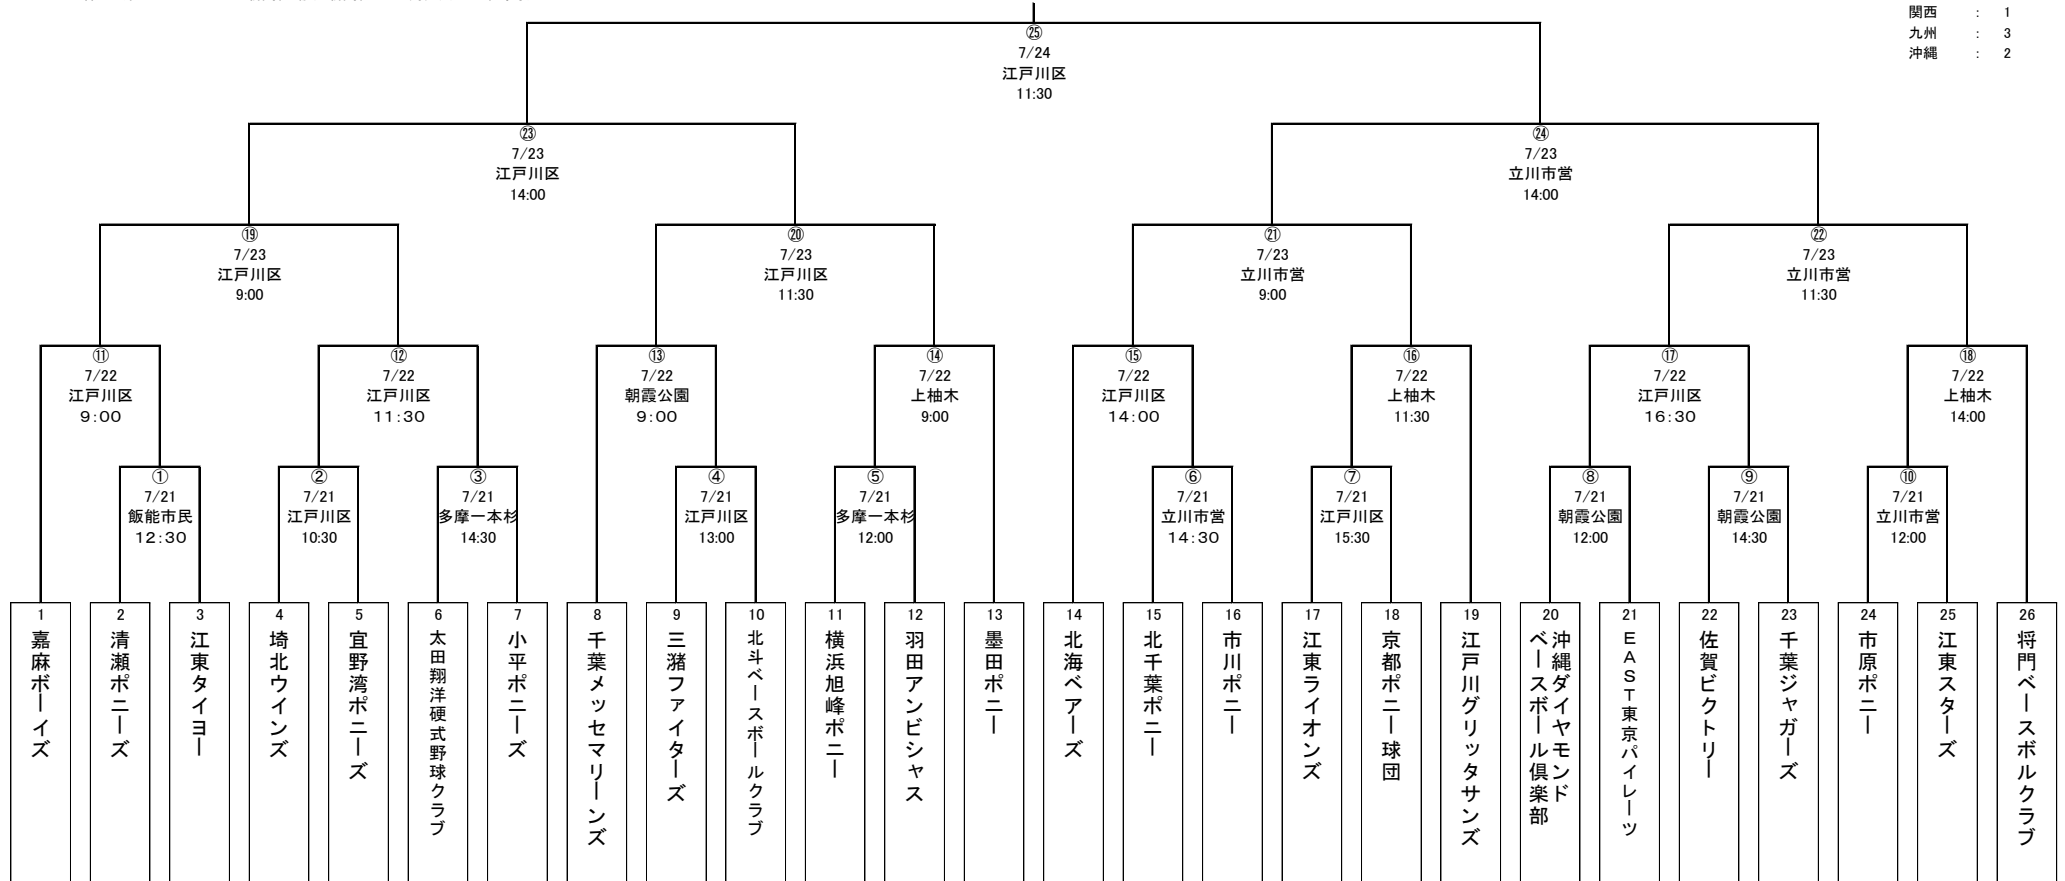 関西 : 1
九州 : 3
沖縄 : 2
㉕
7/24
江戸川区
11:30
㉓
7/23
江戸川区
14:00
㉔
7/23
立川市営
14:00
⑲
7/23
江戸川区
9:00
⑳
7/23
江戸川区
11:30
㉑
7/23
立川市営
9:00
㉒
7/23
立川市営
11:30
⑪
7/22
江戸川区
9:00
⑫
7/22
江戸川区
11:30
⑬
7/22
朝霞公園
9:00
⑭
7/22
上柚木
9:00
⑮
7/22
江戸川区
14:00
⑯
7/22
上柚木
11:30
⑰
7/22
江戸川区
16:30
⑱
7/22
上柚木
14:00
①
7/21
飯能市民
12:30
②
7/21
江戸川区
10:30
③
7/21
多摩一本杉
14:30
④
7/21
江戸川区
13:00
⑤
7/21
多摩一本杉
12:00
⑥
7/21
立川市営
14:30
⑦
7/21
江戸川区
15:30
⑧
7/21
朝霞公園
12:00
⑨
7/21
朝霞公園
14:30
⑩
7/21
立川市営
12:00
1
嘉麻ボーイズ
2
清瀬ポニーズ
3
江東タイヨー
4
埼北ウインズ
5
宜野湾ポニーズ
6
太田翔洋硬式野球クラブ
7
小平ポニーズ
8
千葉メッセマリーンズ
9
三潴ファイターズ
10
北斗ベースボールクラブ
11
横浜旭峰ポニー
12
羽田アンビシャス
13
墨田ポニー
14
北海ベアーズ
15
北千葉ポニー
16
市川ポニー
17
江東ライオンズ
18
京都ポニー球団
19
江戸川グリッタサンズ
20
沖縄ダイヤモンド
ベースボール倶楽部
21
EAST東京パイレーツ
22
佐賀ビクトリー
23
千葉ジャガーズ
24
市原ポニー
25
江東スターズ
26
将門ベースボルクラブ